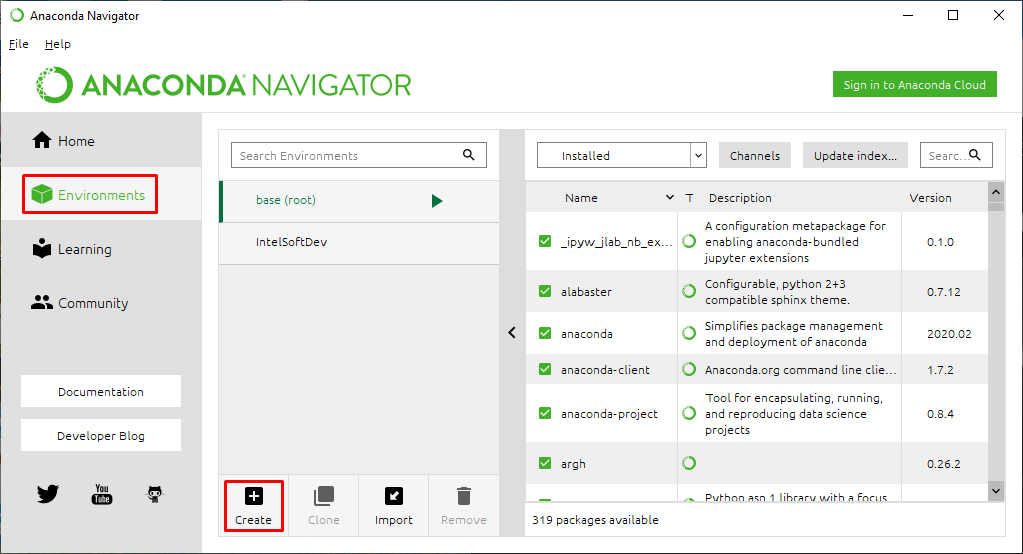 Anaconda Navigator
File Help
ANACONDA NAVIGATOR
Sign in to Anaconda Cloud
Home
Environments
Learning
Community
Documentation
Developer Blog
You
Tube
Search Environments
base (root)
IntelSoftDev
Create
Clone
Import
Remove
Installed
Channels
Update index...
Searc...
Name T Description Version
_ipyw_jlab_nb_ex... A configuration metapackage for
enabling anaconda-bundled
jupyter extensions 0.1.0
alabaster Configurable, python 2+3
compatible sphinx theme. 0.7.12
anaconda Simplifies package management
and deployment of anaconda 2020.02
anaconda-client Anaconda.org command line clie... 1.7.2
anaconda-project Tool for encapsulating, running,
and reproducing data science
projects 0.8.4
argh 0.26.2
Python asn.1 library with a focus
319 packages available